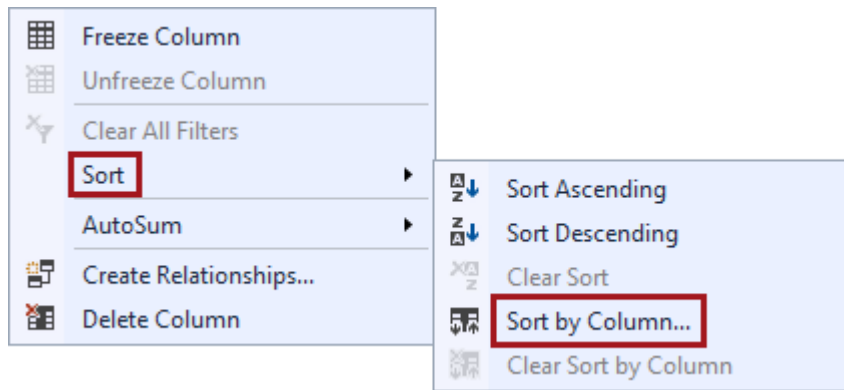 Freeze Column
Unfreeze Column
Clear All Filters
Sort
AutoSum
Create Relationships...
Delete Column
Sort Ascending
Sort Descending
Clear Sort
Sort by Column...
Clear Sort by Column